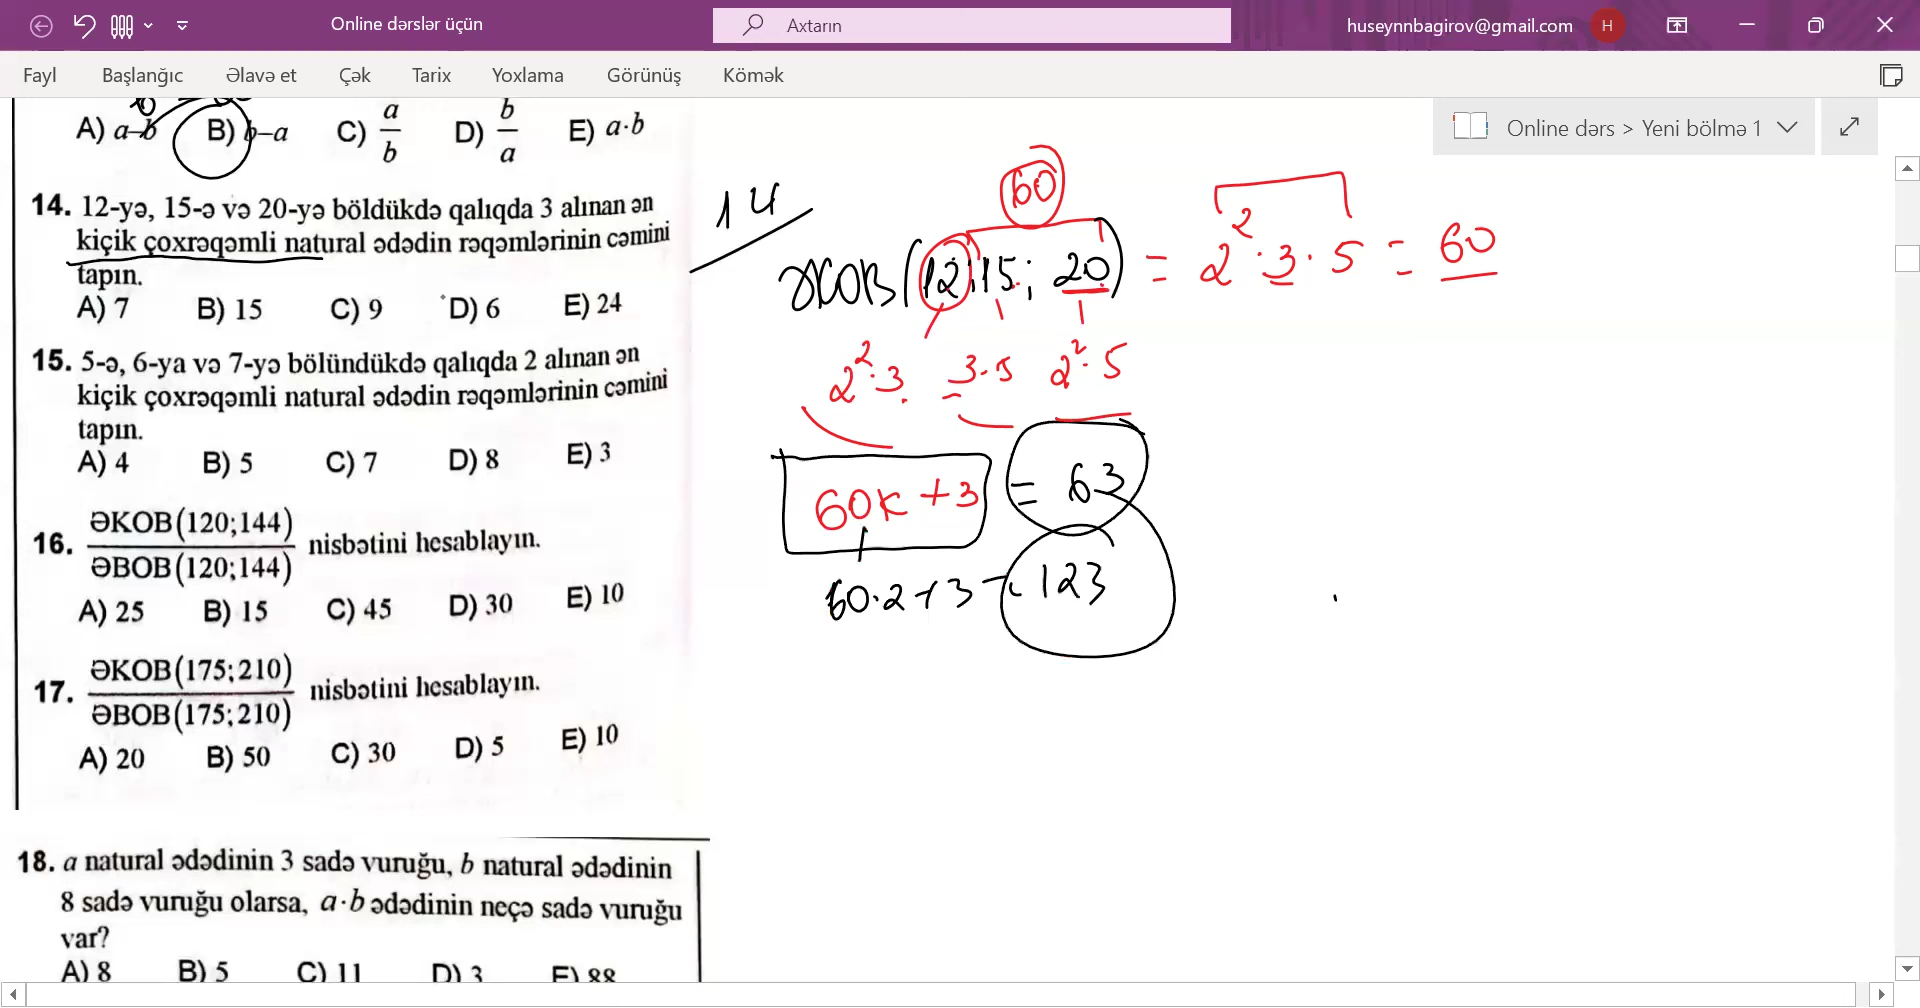 Online dərslər üçün
Axtarın
huseynnbagirov@gmail.com
H
Fayl Başlanğıc Əlavə et Çək Tarix Yoxlama Görünüş Kömək
Online dərs > Yeni bölmə 1
A) a–b B) b–a C) a/b D) b/a E) a·b
14. 12-yə, 15-ə və 20-yə böldükdə qalıqda 3 alınan ən
kiçik çoxrəqəmli natural ədədin rəqəmlərinin cəmini
tapın.
A) 7 B) 15 C) 9 D) 6 E) 24
15. 5-ə, 6-ya və 7-yə bölündükdə qalıqda 2 alınan ən
kiçik çoxrəqəmli natural ədədin rəqəmlərinin cəmini
tapın.
A) 4 B) 5 C) 7 D) 8 E) 3
16. ƏKOB(120;144)/ƏBOB(120;144) nisbətini hesablayın.
A) 25 B) 15 C) 45 D) 30 E) 10
17. ƏKOB(175;210)/ƏBOB(175;210) nisbətini hesablayın.
A) 20 B) 50 C) 30 D) 5 E) 10
18. a natural ədədinin 3 sadə vuruğu, b natural ədədinin
8 sadə vuruğu olarsa, a·b ədədinin neçə sadə vuruğu
var?
A) 8 B) 5 C) 11 D) 3 E) 88
14
60
ƏKOB(12;15; 20) = 2²·3·5 = 60
2²·3 3·5 2²·5
60K+3 = 63
60·2+3 = 123